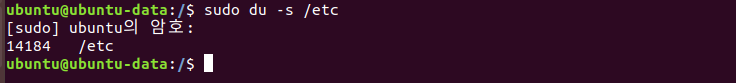 ubuntu@ubuntu-data:/$ sudo du -s /etc
[sudo] ubuntu의 암호:
14184   /etc
ubuntu@ubuntu-data:/$